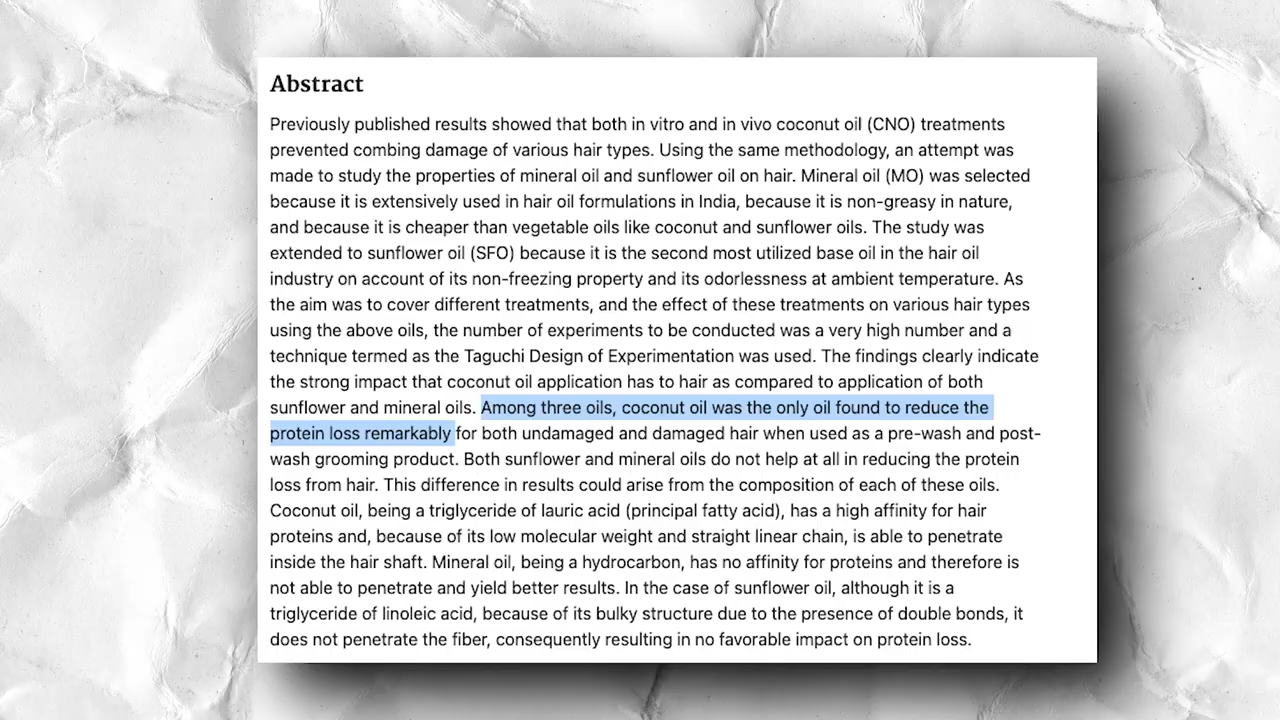 Abstract
Previously published results showed that both in vitro and in vivo coconut oil (CNO) treatments
prevented combing damage of various hair types. Using the same methodology, an attempt was
made to study the properties of mineral oil and sunflower oil on hair. Mineral oil (MO) was selected
because it is extensively used in hair oil formulations in India, because it is non-greasy in nature,
and because it is cheaper than vegetable oils like coconut and sunflower oils. The study was
extended to sunflower oil (SFO) because it is the second most utilized base oil in the hair oil
industry on account of its non-freezing property and its odorlessness at ambient temperature. As
the aim was to cover different treatments, and the effect of these treatments on various hair types
using the above oils, the number of experiments to be conducted was a very high number and a
technique termed as the Taguchi Design of Experimentation was used. The findings clearly indicate
the strong impact that coconut oil application has to hair as compared to application of both
sunflower and mineral oils. Among three oils, coconut oil was the only oil found to reduce the
protein loss remarkably for both undamaged and damaged hair when used as a pre-wash and post-
wash grooming product. Both sunflower and mineral oils do not help at all in reducing the protein
loss from hair. This difference in results could arise from the composition of each of these oils.
Coconut oil, being a triglyceride of lauric acid (principal fatty acid), has a high affinity for hair
proteins and, because of its low molecular weight and straight linear chain, is able to penetrate
inside the hair shaft. Mineral oil, being a hydrocarbon, has no affinity for proteins and therefore is
not able to penetrate and yield better results. In the case of sunflower oil, although it is a
triglyceride of linoleic acid, because of its bulky structure due to the presence of double bonds, it
does not penetrate the fiber, consequently resulting in no favorable impact on protein loss.